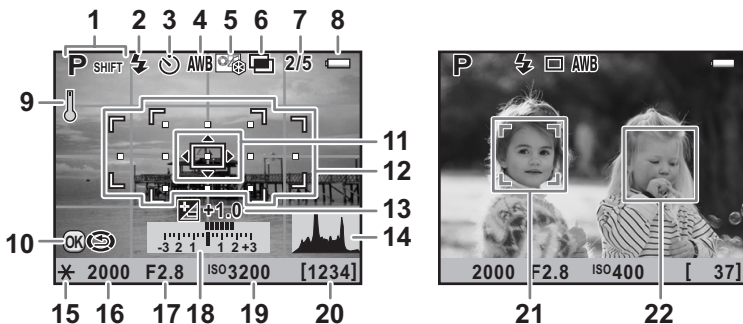 1 2 3 4 5 6 7 8
P SHIFT AWB 2/5
P AWB
9
11
12
+1.0 13
10 OK 14
-3 2 1 1 2 +3
2000 F2.8 ISO3200 [1234]
2000 F2.8 ISO400 [ 37]
15 16 17 18 19 20
21 22